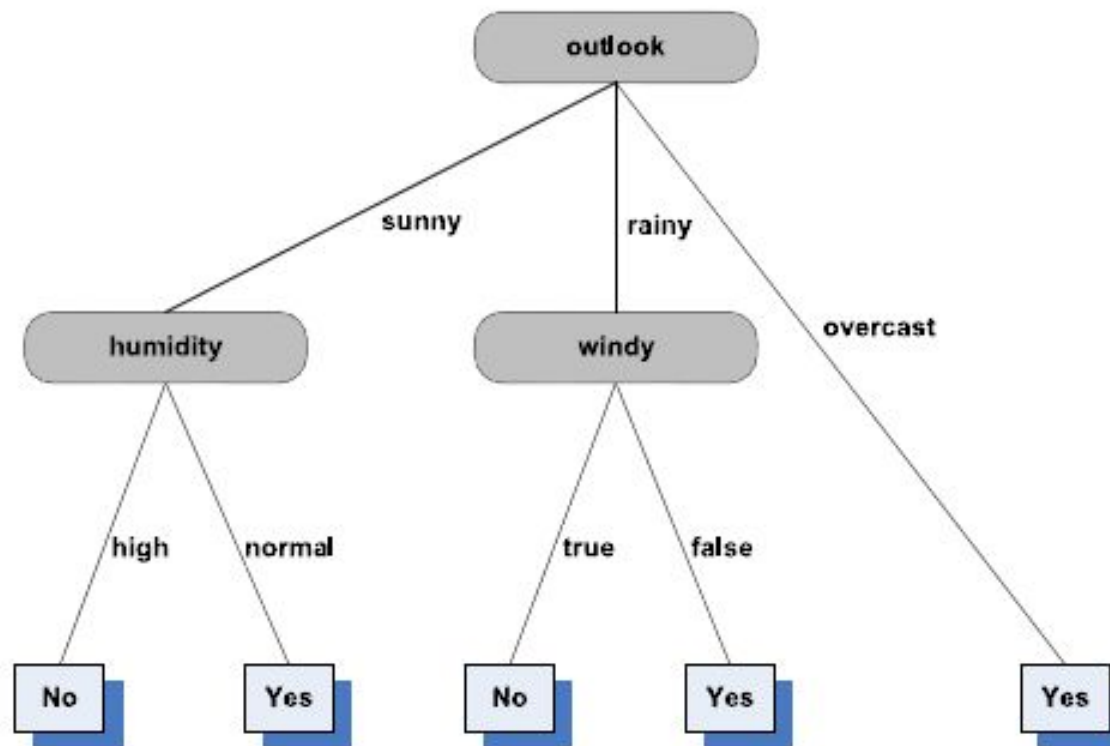 outlook
sunny
rainy
overcast
humidity
windy
high
normal
true
false
No
Yes
No
Yes
Yes